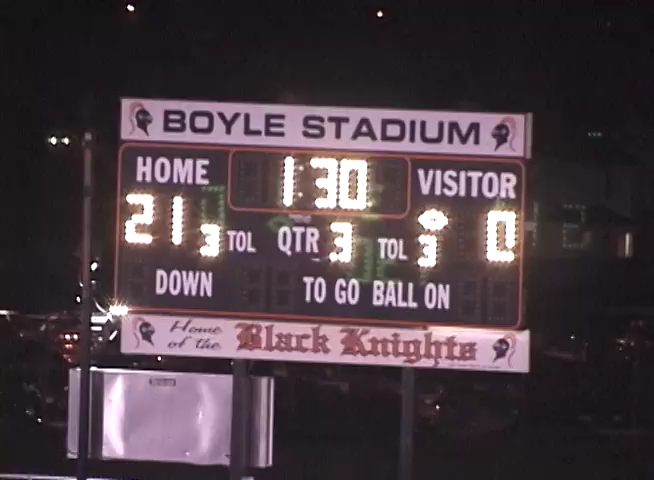 BOYLE STADIUM
HOME 1:30 VISITOR
21 3 TOL QTR 3 TOL 3 0
DOWN TO GO BALL ON
Home of the Black Knights